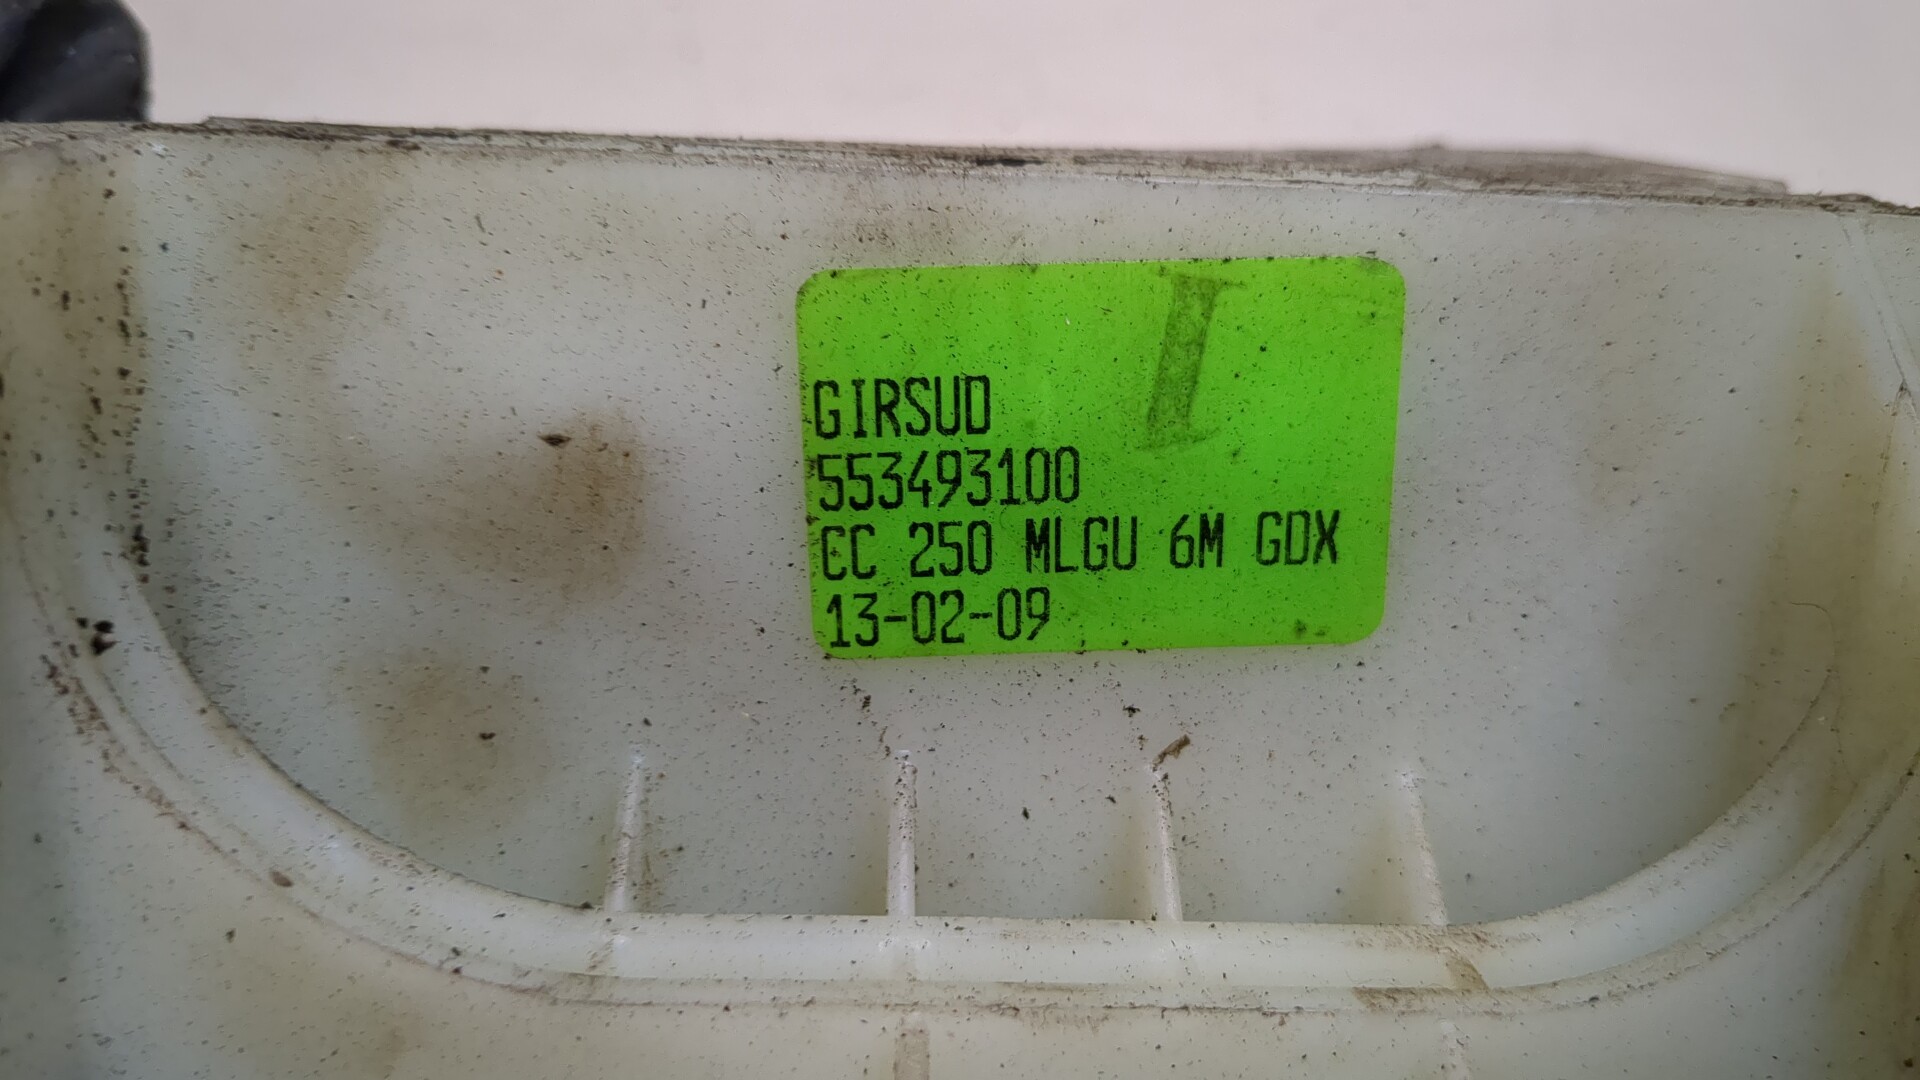 I
GIRSUD
553493100
CC 250 MLGU 6M GDX
13-02-09